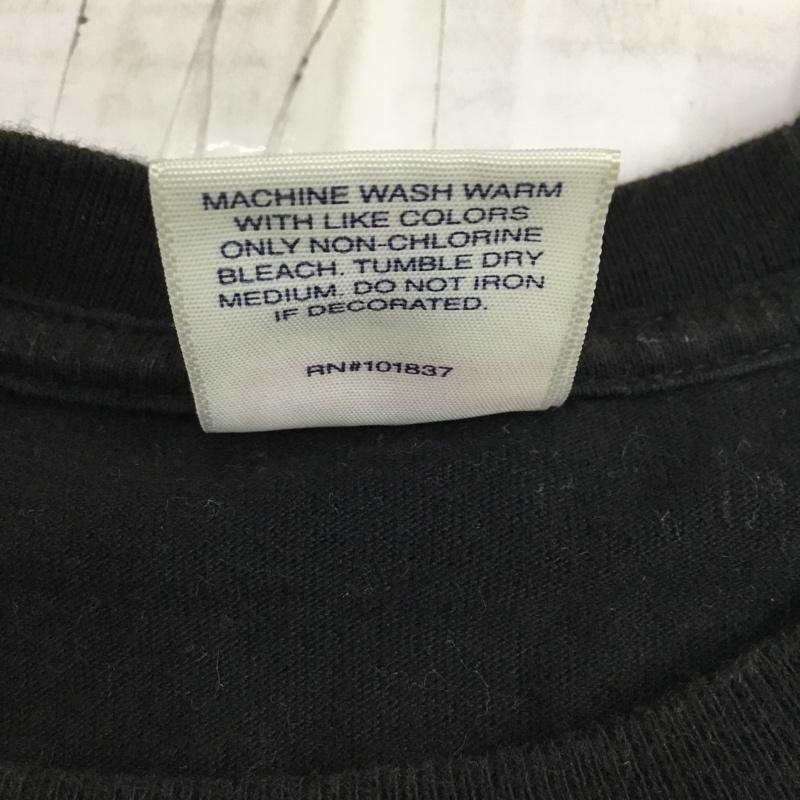 MACHINE WASH WARM
WITH LIKE COLORS
ONLY NON-CHLORINE
BLEACH. TUMBLE DRY
MEDIUM. DO NOT IRON
IF DECORATED.
RN#101837